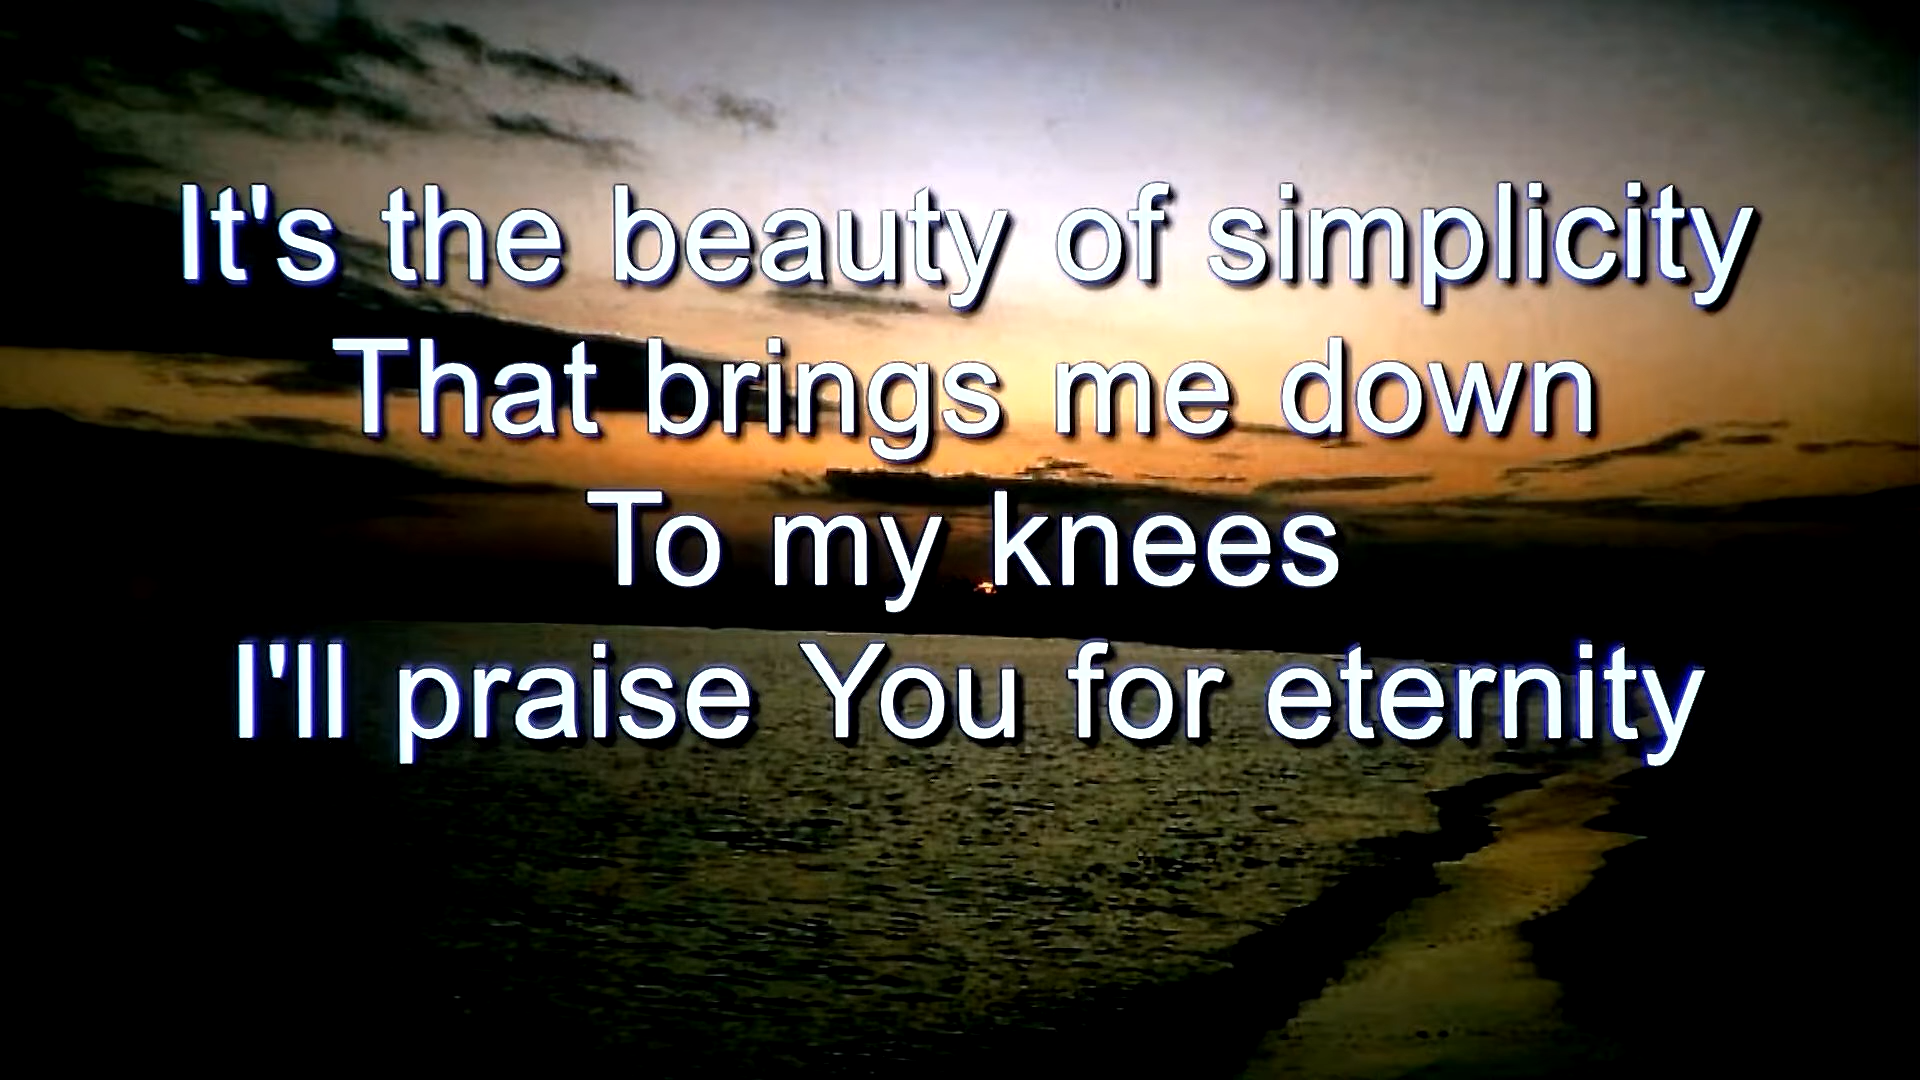 It's the beauty of simplicity
That brings me down
To my knees
I'll praise You for eternity